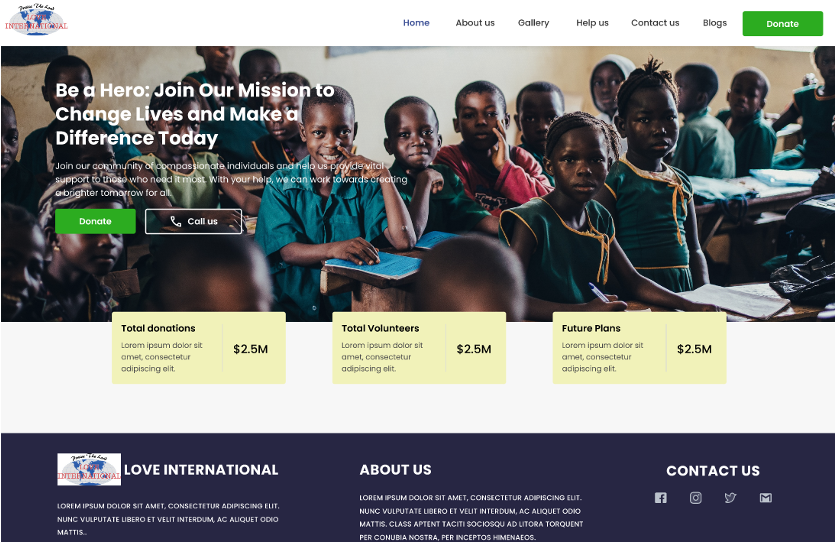 Home About us Gallery Help us Contact us Blogs Donate
INTERNATIONAL
Be a Hero: Join Our Mission to
Change Lives and Make a
Difference Today
Join our community of compassionate individuals and help us provide vital
support to those who need it most. With your help, we can work towards creating
a brighter tomorrow for all.
Donate Call us
Total donations
Lorem ipsum dolor sit
amet, consectetur
adipiscing elit.
$2.5M
Total Volunteers
Lorem ipsum dolor sit
amet, consectetur
adipiscing elit.
$2.5M
Future Plans
Lorem ipsum dolor sit
amet, consectetur
adipiscing elit.
$2.5M
INTERNATIONAL
LOVE INTERNATIONAL
LOREM IPSUM DOLOR SIT AMET, CONSECTETUR ADIPISCING ELIT.
NUNC VULPUTATE LIBERO ET VELIT INTERDUM, AC ALIQUET ODIO
MATTIS...
ABOUT US
LOREM IPSUM DOLOR SIT AMET, CONSECTETUR ADIPISCING ELIT.
NUNC VULPUTATE LIBERO ET VELIT INTERDUM, AC ALIQUET ODIO
MATTIS. CLASS APTENT TACITI SOCIOSQU AD LITORA TORQUENT
PER CONUBIA NOSTRA, PER INCEPTOS HIMENAEOS.
CONTACT US